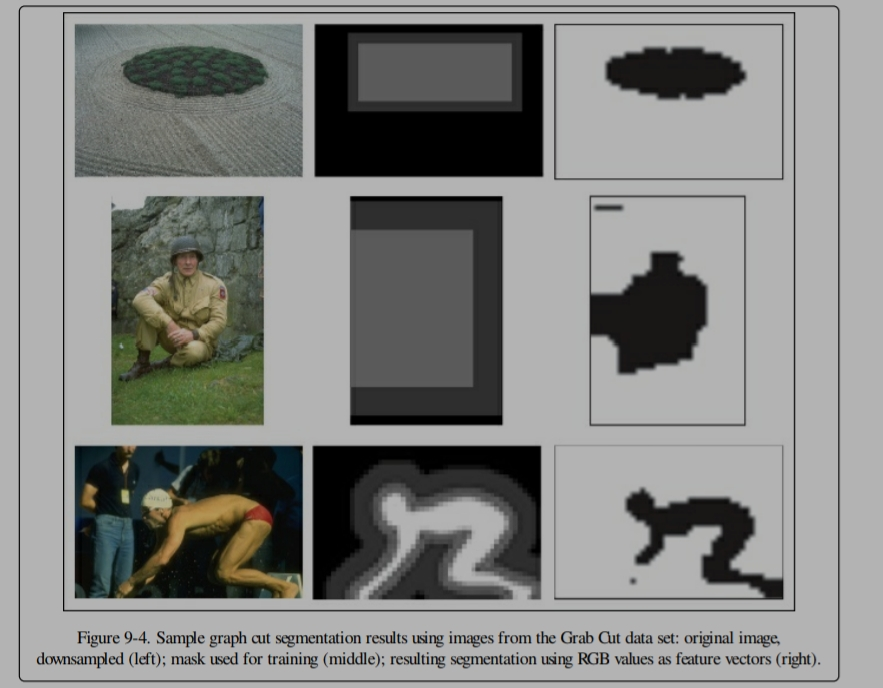 Figure 9-4. Sample graph cut segmentation results using images from the Grab Cut data set: original image,
downsampled (left); mask used for training (middle); resulting segmentation using RGB values as feature vectors (right).